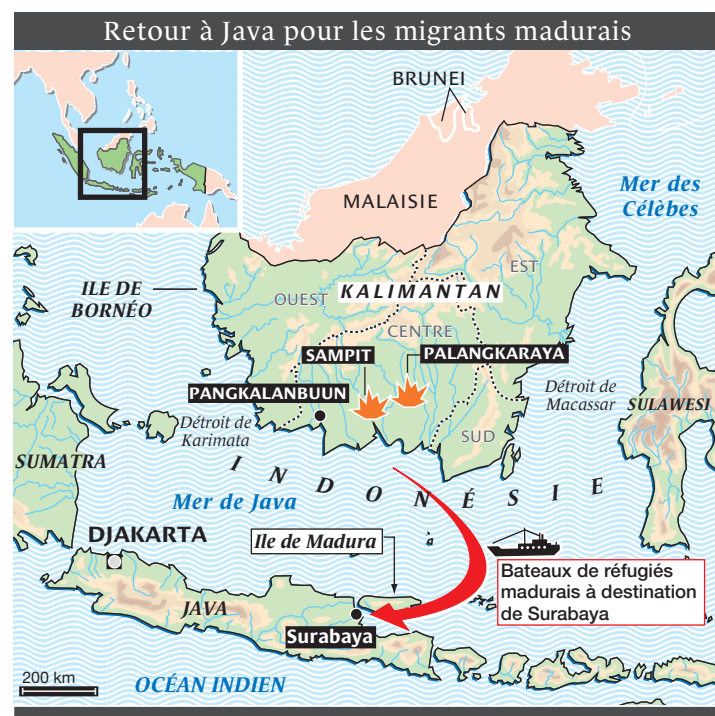 Retour à Java pour les migrants madurais
BRUNEI
MALAISIE
Mer des
Célèbes
ILE DE
BORNÉO
EST
OUEST
KALIMANTAN
CENTRE
SAMPIT
PALANGKARAYA
PANGKALANBUUN
Détroit de
Karimata
Détroit de
Macassar
SULAWESI
SUD
SUMATRA
INDONÉSIE
Mer de Java
DJAKARTA
Ile de Madura
Bateaux de réfugiés
madurais à destination
de Surabaya
JAVA
Surabaya
200 km
OCÉAN INDIEN